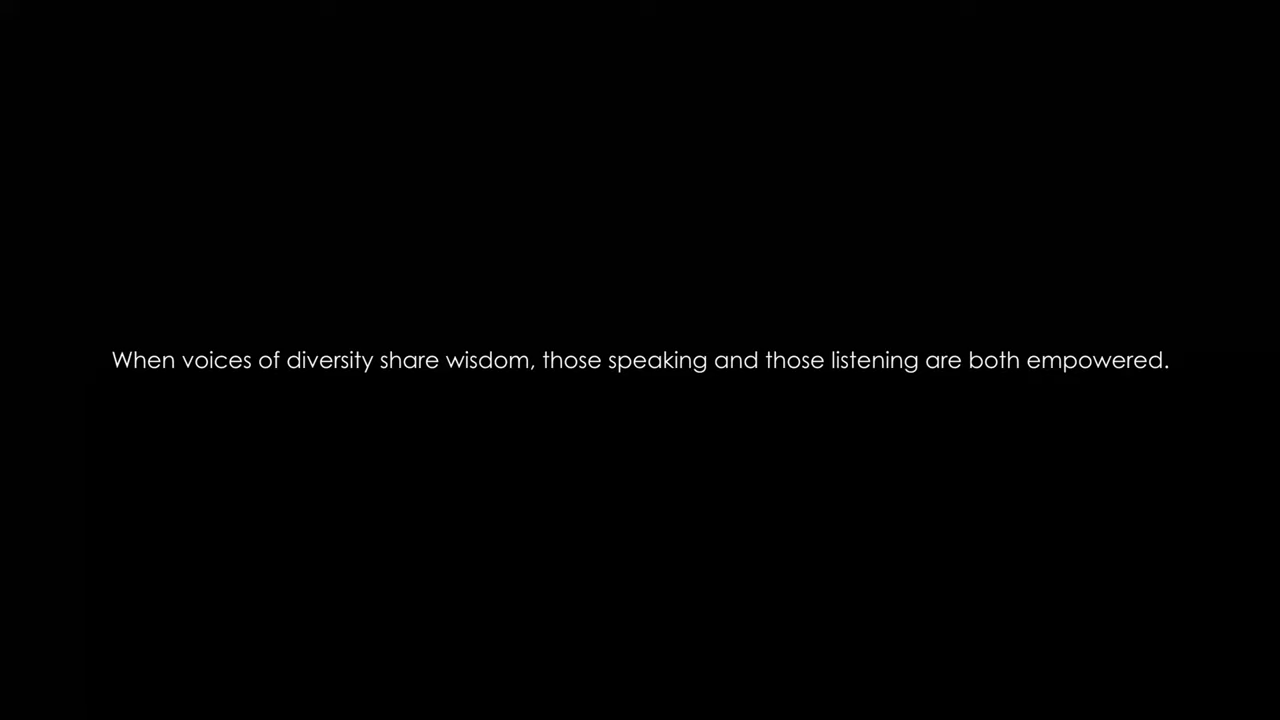 When voices of diversity share wisdom, those speaking and those listening are both empowered.